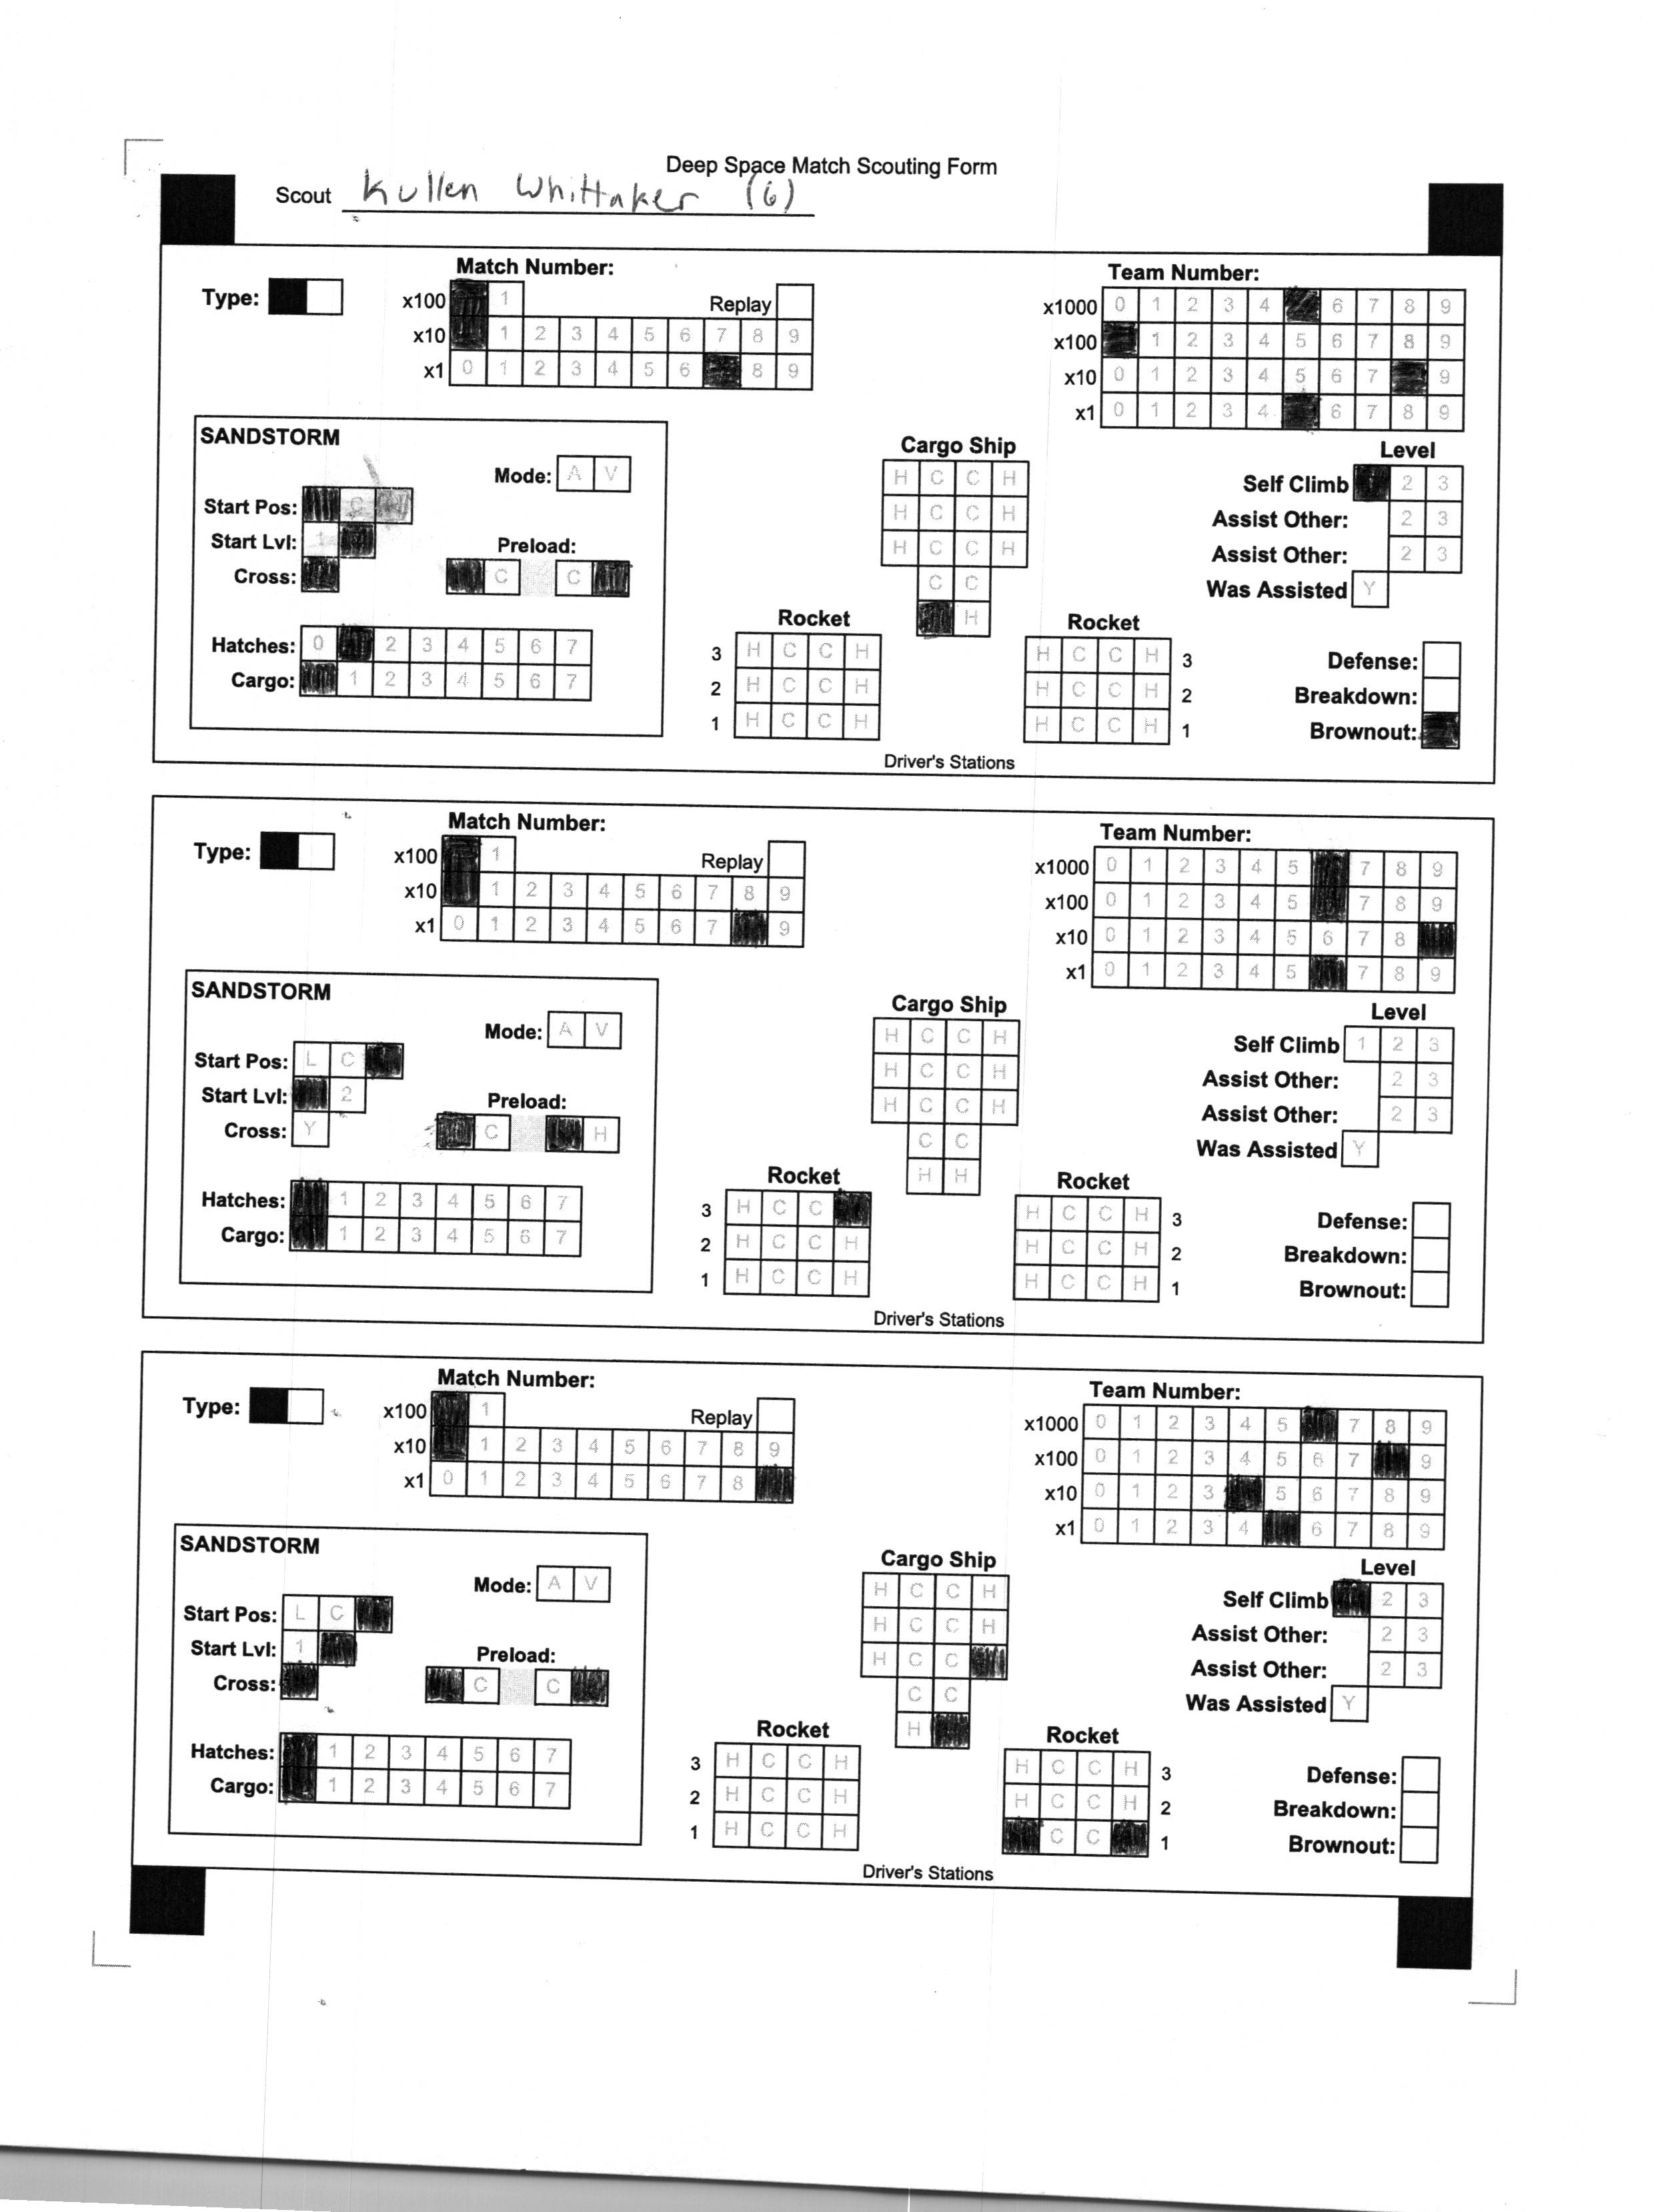 Deep Space Match Scouting Form
Scout Kullen Whittaker (6)
Match Number:
Team Number:
Type:
x100 1 Replay
x10 1 2 3 4 5 6 7 8 9
x1 0 1 2 3 4 5 6 8 9
x1000 0 1 2 3 4 6 7 8 9
x100 1 2 3 4 5 6 7 8 9
x10 0 1 2 3 4 5 6 7 9
x1 0 1 2 3 4 6 7 8 9
SANDSTORM
Mode: A V
Start Pos: C
Start Lvl: 1
Preload:
Cross: C C
Hatches: 0 2 3 4 5 6 7
Cargo: 1 2 3 4 5 6 7
Cargo Ship
H C C H
H C C H
H C C H
C C
H
Rocket
3 H C C H
2 H C C H
1 H C C H
Rocket
H C C H 3
H C C H 2
H C C H 1
Level
Self Climb 2 3
Assist Other: 2 3
Assist Other: 2 3
Was Assisted Y
Defense:
Breakdown:
Brownout:
Driver's Stations
Match Number:
Team Number:
Type:
x100 1 Replay
x10 1 2 3 4 5 6 7 8 9
x1 0 1 2 3 4 5 6 7 9
x1000 0 1 2 3 4 5 7 8 9
x100 0 1 2 3 4 5 7 8 9
x10 0 1 2 3 4 5 6 7 8
x1 0 1 2 3 4 5 7 8 9
SANDSTORM
Mode: A V
Start Pos: L C
Start Lvl: 2
Preload:
Cross: Y C H
Hatches: 1 2 3 4 5 6 7
Cargo: 1 2 3 4 5 6 7
Cargo Ship
H C C H
H C C H
H C C H
C C
H H
Rocket
3 H C C
2 H C C H
1 H C C H
Rocket
H C C H 3
H C C H 2
H C C H 1
Level
Self Climb 1 2 3
Assist Other: 2 3
Assist Other: 2 3
Was Assisted Y
Defense:
Breakdown:
Brownout:
Driver's Stations
Match Number:
Team Number:
Type:
x100 1 Replay
x10 1 2 3 4 5 6 7 8 9
x1 0 1 2 3 4 5 6 7 8
x1000 0 1 2 3 4 5 7 8 9
x100 0 1 2 3 4 5 6 7 9
x10 0 1 2 3 5 6 7 8 9
x1 0 1 2 3 4 6 7 8 9
SANDSTORM
Mode: A V
Start Pos: L C
Start Lvl: 1
Preload:
Cross: C C
Hatches: 1 2 3 4 5 6 7
Cargo: 1 2 3 4 5 6 7
Cargo Ship
H C C H
H C C H
H C C
C C
H
Rocket
3 H C C H
2 H C C H
1 H C C H
Rocket
H C C H 3
H C C H 2
C C 1
Level
Self Climb 2 3
Assist Other: 2 3
Assist Other: 2 3
Was Assisted Y
Defense:
Breakdown:
Brownout:
Driver's Stations